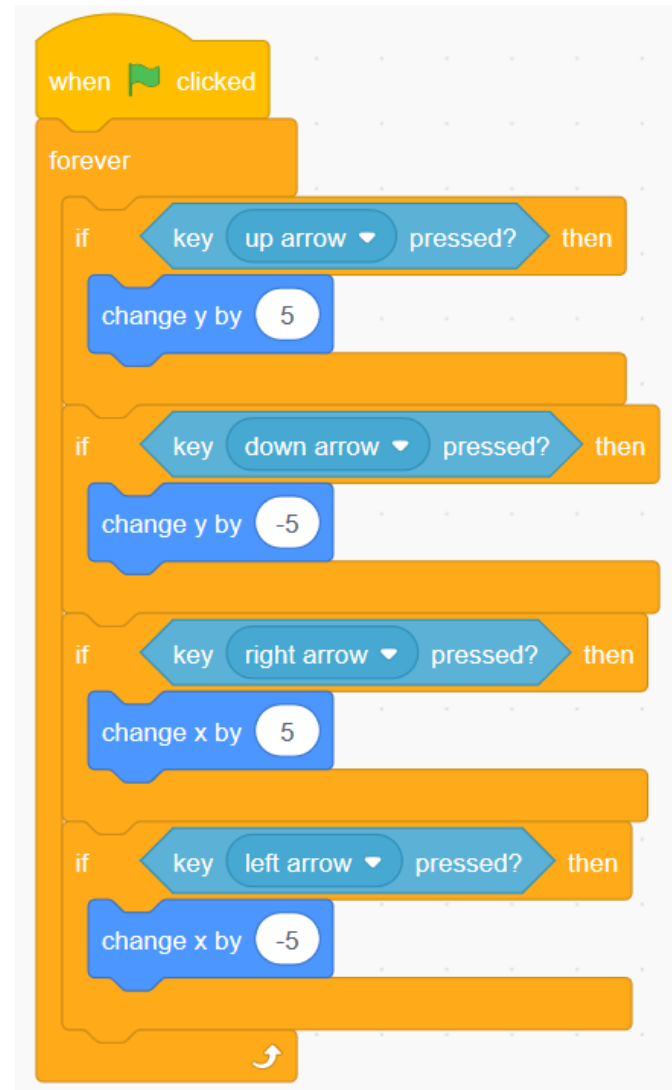 when clicked
forever
if key up arrow pressed? then
change y by 5
if key down arrow pressed? then
change y by -5
if key right arrow pressed? then
change x by 5
if key left arrow pressed? then
change x by -5